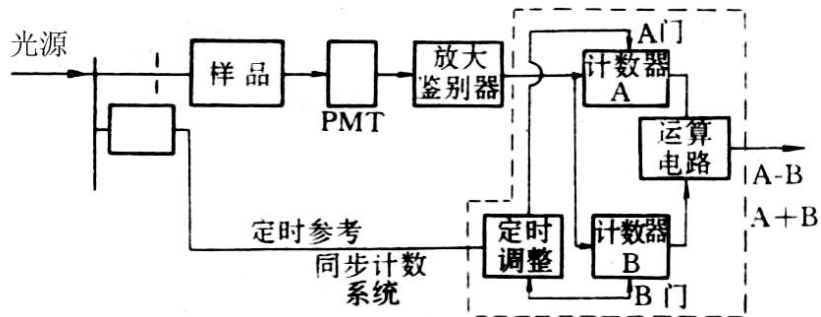 光源
样品
PMT
放大
鉴别器
A门
计数器
A
运算
电路
A-B
A+B
定时参考
同步计数
系统
定时
调整
计数器
B
B门